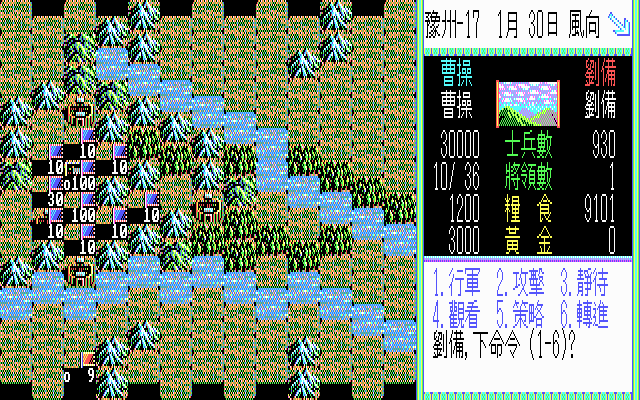 豫州-17 1月 30日 風向
曹操 劉備
曹操 劉備
30000 士兵數 930
10/ 36 將領數 1
1200 糧食 9101
3000 黃金 0
1.行軍 2.攻擊 3.靜待
4.觀看 5.策略 6.轉進
劉備,下命令 (1-6)?
10 10
10
o100
30
100 10
10 10
10
o 9